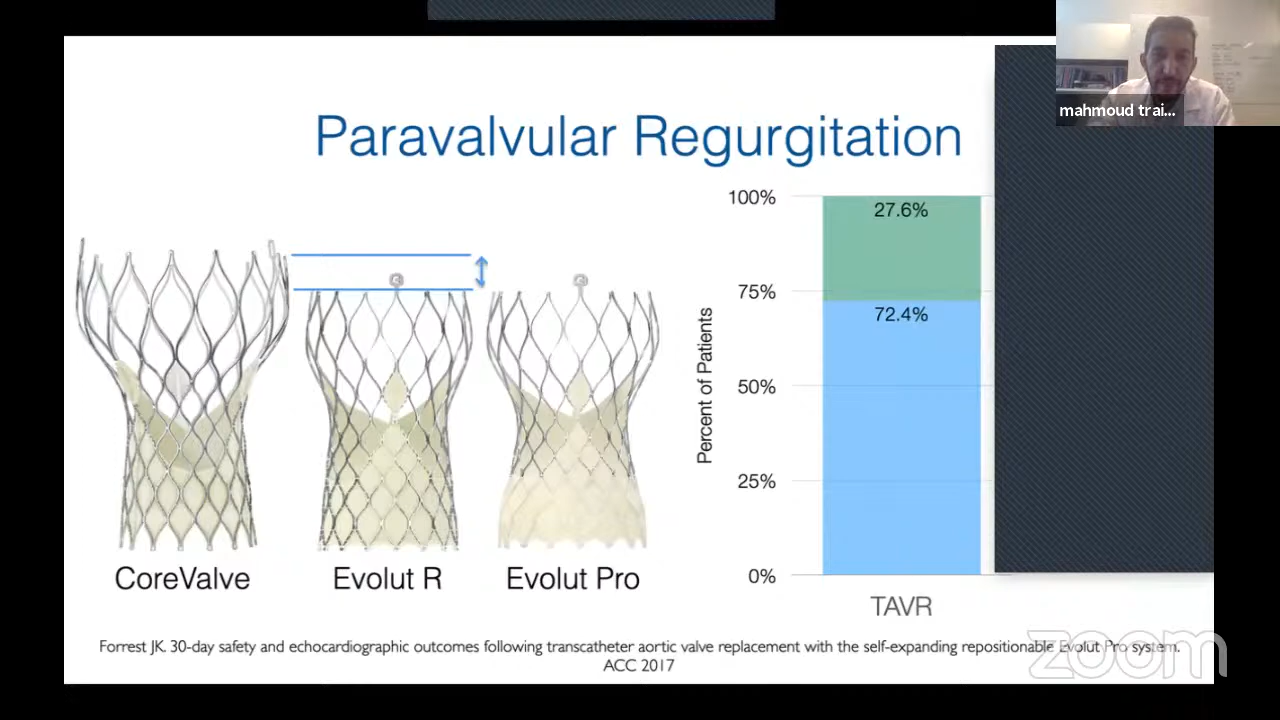 mahmoud trai...
Paravalvular Regurgitation
100%
27.6%
75%
72.4%
Percent of Patients
50%
25%
0%
TAVR
CoreValve
Evolut R
Evolut Pro
Forrest JK. 30-day safety and echocardiographic outcomes following transcatheter aortic valve replacement with the self-expanding repositionable Evolut Pro system.
ACC 2017
zoom